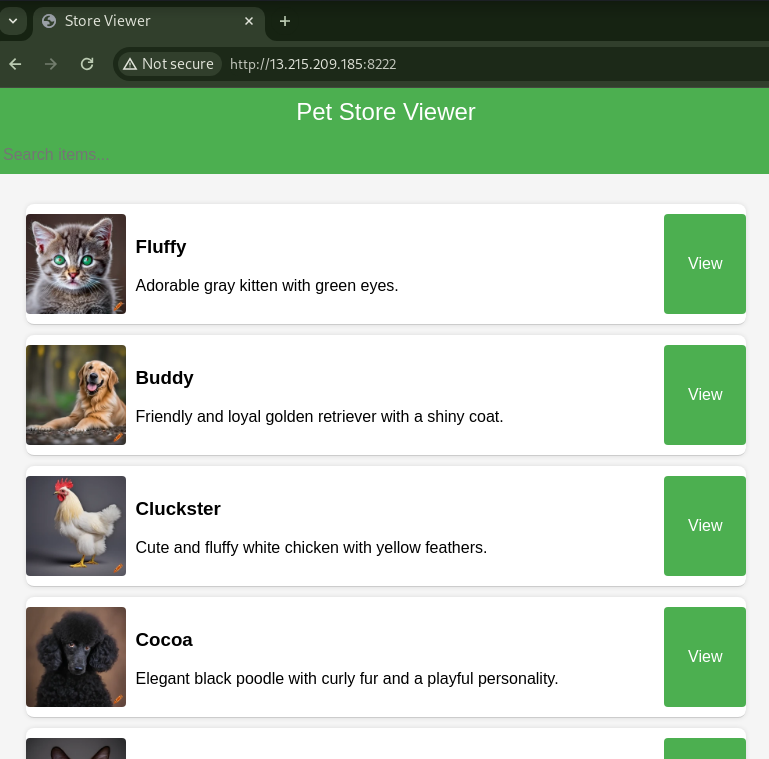 Store Viewer
Not secure
http://13.215.209.185:8222
Pet Store Viewer
Search items...
Fluffy
Adorable gray kitten with green eyes.
View
Buddy
Friendly and loyal golden retriever with a shiny coat.
View
Cluckster
Cute and fluffy white chicken with yellow feathers.
View
Cocoa
Elegant black poodle with curly fur and a playful personality.
View